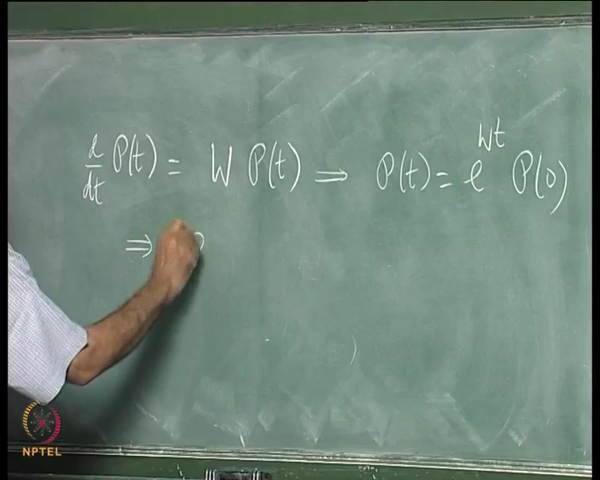 d/dt P(t) = W P(t) ⇒ P(t) = e^{Wt} P(0)
⇒
NPTEL